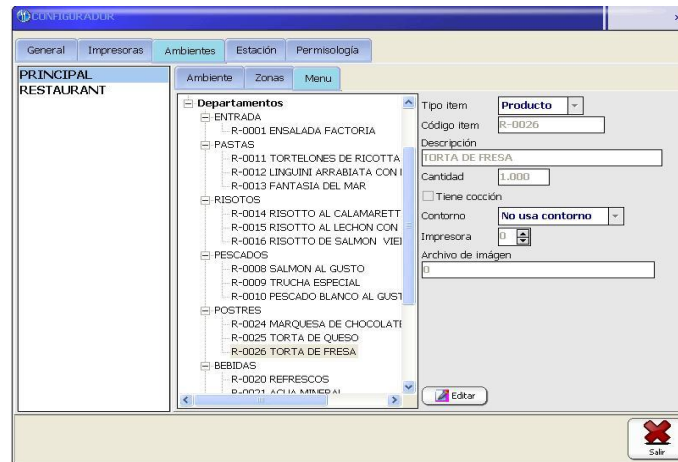 CONFIGURADOR
General Impresoras Ambientes Estación Permisología
PRINCIPAL
RESTAURANT
Ambiente Zonas Menu
Departamentos
ENTRADA
R-0001 ENSALADA FACTORIA
PASTAS
R-0011 TORTELONES DE RICOTTA
R-0012 LINGUINI ARRABIATA CON
R-0013 FANTASIA DEL MAR
RISOTOS
R-0014 RISOTTO AL CALAMARETT
R-0015 RISOTTO AL LECHON CON
R-0016 RISOTTO DE SALMON VIEI
PESCADOS
R-0008 SALMON AL GUSTO
R-0009 TRUCHA ESPECIAL
R-0010 PESCADO BLANCO AL GUST
POSTRES
R-0024 MARQUESA DE CHOCOLATE
R-0025 TORTA DE QUESO
R-0026 TORTA DE FRESA
BEBIDAS
R-0020 REFRESCOS
R-0021 AGUA MINERAL
Tipo item Producto
Código item R-0026
Descripción
TORTA DE FRESA
Cantidad 1.000
Tiene cocción
Contorno No usa contorno
Impresora 0
Archivo de imágen
0
Editar
Salir